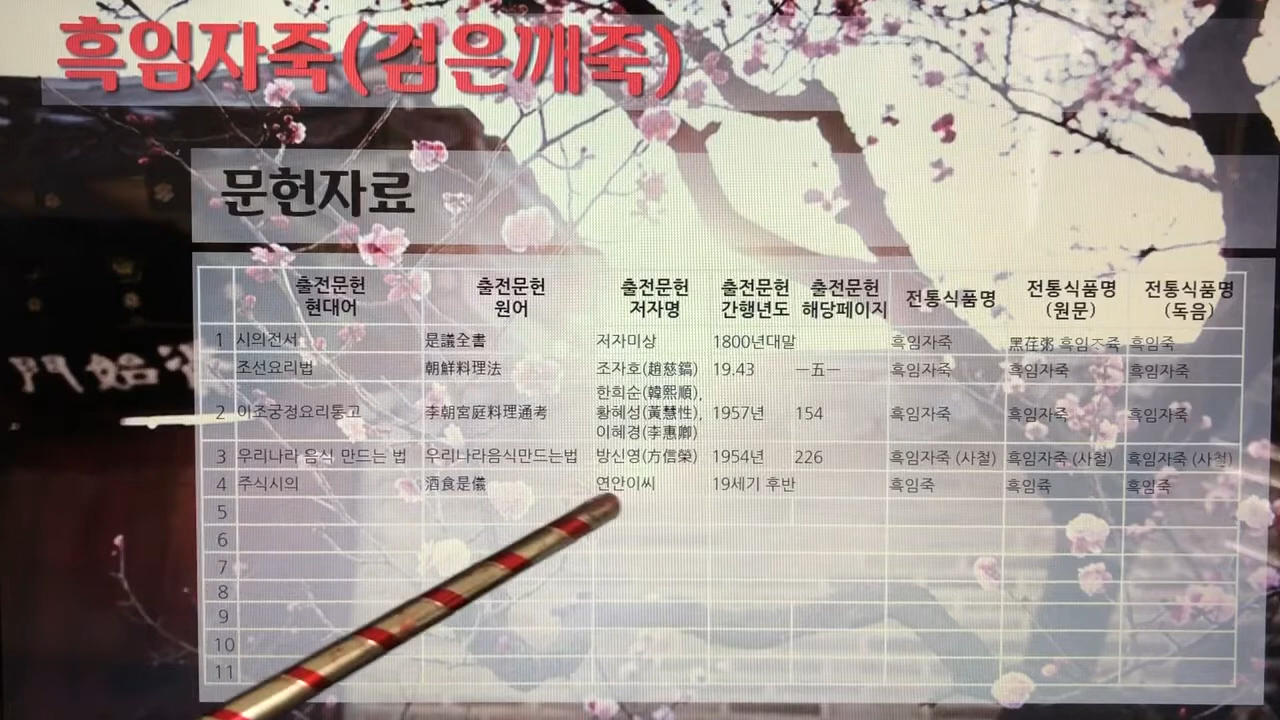 흑임자죽(검은깨죽)
문헌자료
출전문헌 현대어 출전문헌 원어 출전문헌 저자명 출전문헌 간행년도 출전문헌 해당페이지 전통식품명 전통식품명 (원문) 전통식품명 (독음)
1 시의전서 是議全書 저자미상 1800년대말 흑임자죽 黑荏粥 흑임ᄌᆞ죽 흑임죽
조선요리법 朝鮮料理法 조자호(趙慈鎬) 19.43 一五一 흑임자죽 흑임자죽 흑임자죽
2 이조궁정요리통고 李朝宮庭料理通考 한희순(韓熙順), 황혜성(黃慧性), 이혜경(李惠卿) 1957년 154 흑임자죽 흑임자죽 흑임자죽
3 우리나라 음식 만드는 법 우리나라음식만드는법 방신영(方信榮) 1954년 226 흑임자죽 (사철) 흑임자죽 (사철) 흑임자죽 (사철)
4 주식시의 酒食是儀 연안이씨 19세기 후반 흑임죽 흑임쥭 흑임죽
5
6
7
8
9
10
11